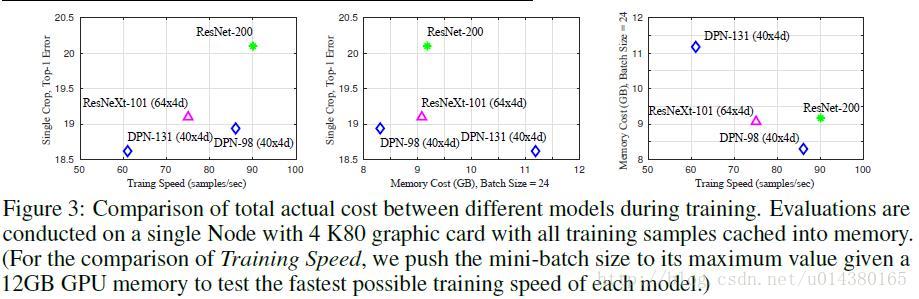 20.5
20
19.5
19
18.5
50 60 70 80 90 100
Single Crop, Top-1 Error
Traing Speed (samples/sec)
ResNet-200
ResNeXt-101 (64x4d)
DPN-131 (40x4d)
DPN-98 (40x4d)
20.5
20
19.5
19
18.5
8 9 10 11 12
Single Crop, Top-1 Error
Memory Cost (GB), Batch Size = 24
ResNet-200
ResNeXt-101 (64x4d)
DPN-98 (40x4d)
DPN-131 (40x4d)
12
11
10
9
8
50 60 70 80 90 100
Memory Cost (GB), Batch Size = 24
Traing Speed (samples/sec)
DPN-131 (40x4d)
ResNeXt-101 (64x4d)
ResNet-200
DPN-98 (40x4d)
Figure 3: Comparison of total actual cost between different models during training. Evaluations are
conducted on a single Node with 4 K80 graphic card with all training samples cached into memory.
(For the comparison of Training Speed, we push the mini-batch size to its maximum value given a
12GB GPU memory to test the fastest possible training speed of each model.)
http://blog.csdn.net/u014380165